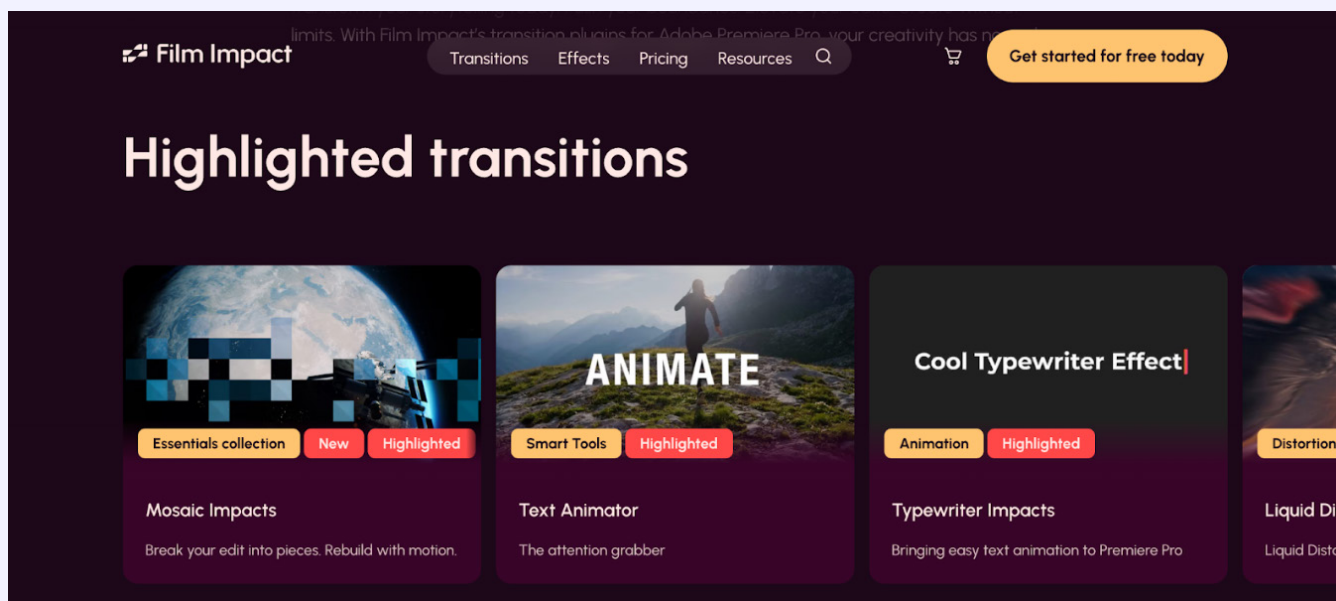 limits. With Film Impact's transition plugins for Adobe Premiere Pro, your creativity has no
Film Impact
Transitions
Effects
Pricing
Resources
Get started for free today
Highlighted transitions
ANIMATE
Cool Typewriter Effect
Essentials collection
New
Highlighted
Smart Tools
Highlighted
Animation
Highlighted
Distortion
Mosaic Impacts
Break your edit into pieces. Rebuild with motion.
Text Animator
The attention grabber
Typewriter Impacts
Bringing easy text animation to Premiere Pro
Liquid Di
Liquid Disto